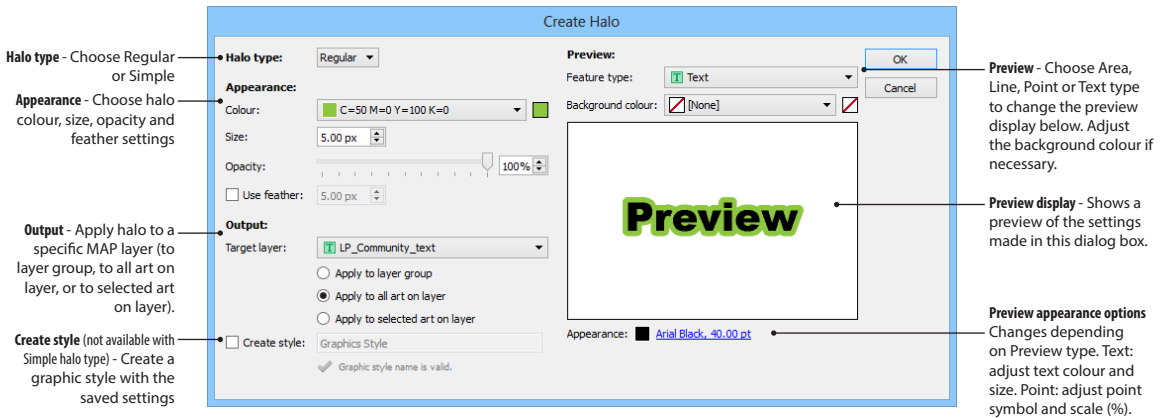 Create Halo
Halo type - Choose Regular
or Simple
Appearance - Choose halo
colour, size, opacity and
feather settings
Output - Apply halo to a
specific MAP layer (to
layer group, to all art on
layer, or to selected art
on layer).
Create style (not available with
Simple halo type) - Create a
graphic style with the
saved settings
Halo type: Regular
Appearance:
Colour: C=50 M=0 Y=100 K=0
Size: 5.00 px
Opacity: 100%
Use feather: 5.00 px
Output:
Target layer: T LP_Community_text
Apply to layer group
Apply to all art on layer
Apply to selected art on layer
Create style: Graphics Style
Graphic style name is valid.
Preview:
Feature type: T Text
Background colour: [None]
Preview
Appearance: Arial Black, 40.00 pt
OK
Cancel
Preview - Choose Area,
Line, Point or Text type
to change the preview
display below. Adjust
the background colour if
necessary.
Preview display - Shows a
preview of the settings
made in this dialog box.
Preview appearance options
- Changes depending
on Preview type. Text:
adjust text colour and
size. Point: adjust point
symbol and scale (%).